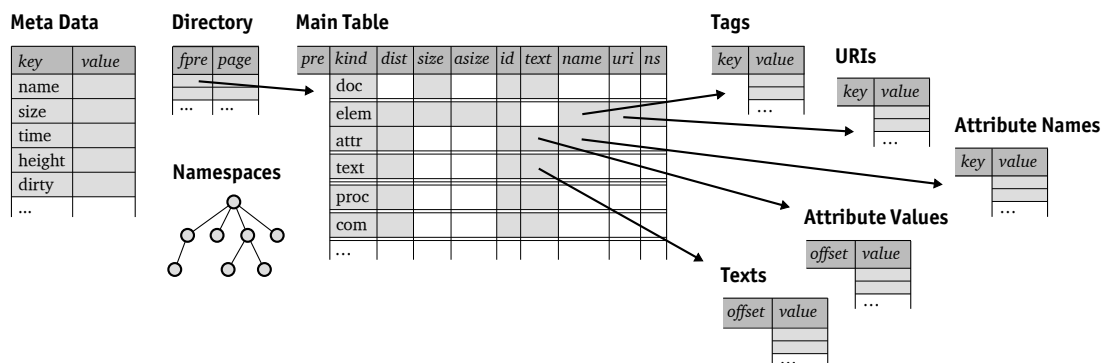 Meta Data
key value
name
size
time
height
dirty
...
Directory
fpre page
... ...
Namespaces
Main Table
pre kind dist size asize id text name uri ns
doc
elem
attr
text
proc
com
...
Tags
key value
...
URIs
key value
...
Attribute Names
key value
...
Attribute Values
offset value
...
Texts
offset value
...